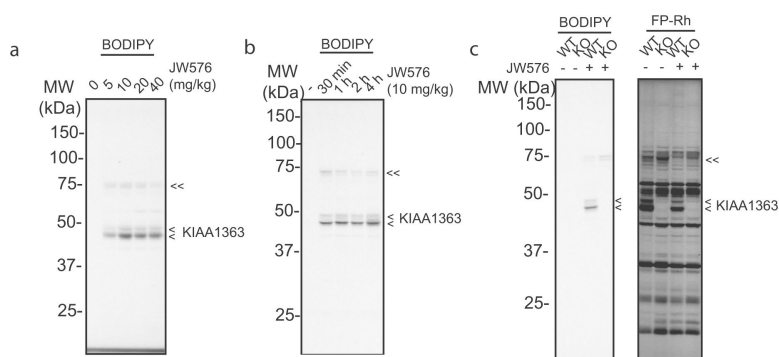 a
BODIPY
MW
(kDa)
0 5 10 20 40
JW576
(mg/kg)
150-
100-
75-
50-
37-
25-
<<
< KIAA1363
<
b
BODIPY
MW
(kDa)
- 30 min 1 h 2 h 4 h
JW576
(10 mg/kg)
150-
100-
75-
50-
37-
25-
<<
< KIAA1363
<
c
BODIPY
FP-Rh
WT KO WT KO
WT KO WT KO
JW576 - - + +
- - + +
MW (kDa)
150-
100-
75-
50-
37-
25-
<
<
<<
< KIAA1363
<